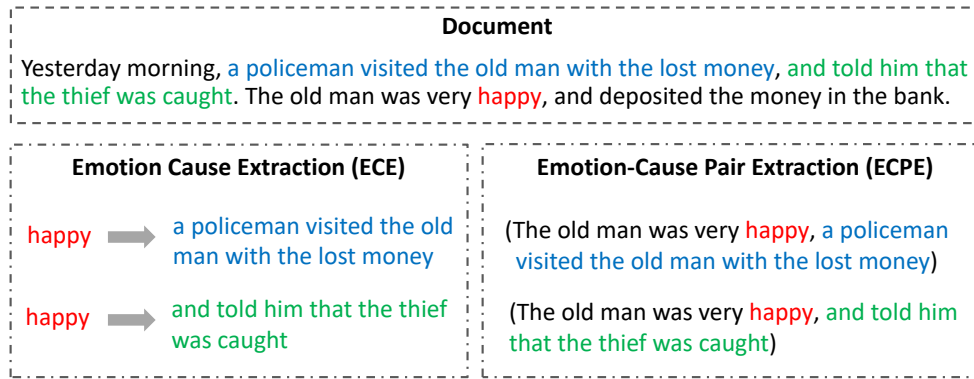 Document
Yesterday morning, a policeman visited the old man with the lost money, and told him that
the thief was caught. The old man was very happy, and deposited the money in the bank.
Emotion Cause Extraction (ECE)
happy
a policeman visited the old
man with the lost money
happy
and told him that the thief
was caught
Emotion-Cause Pair Extraction (ECPE)
(The old man was very happy, a policeman
visited the old man with the lost money)
(The old man was very happy, and told him
that the thief was caught)